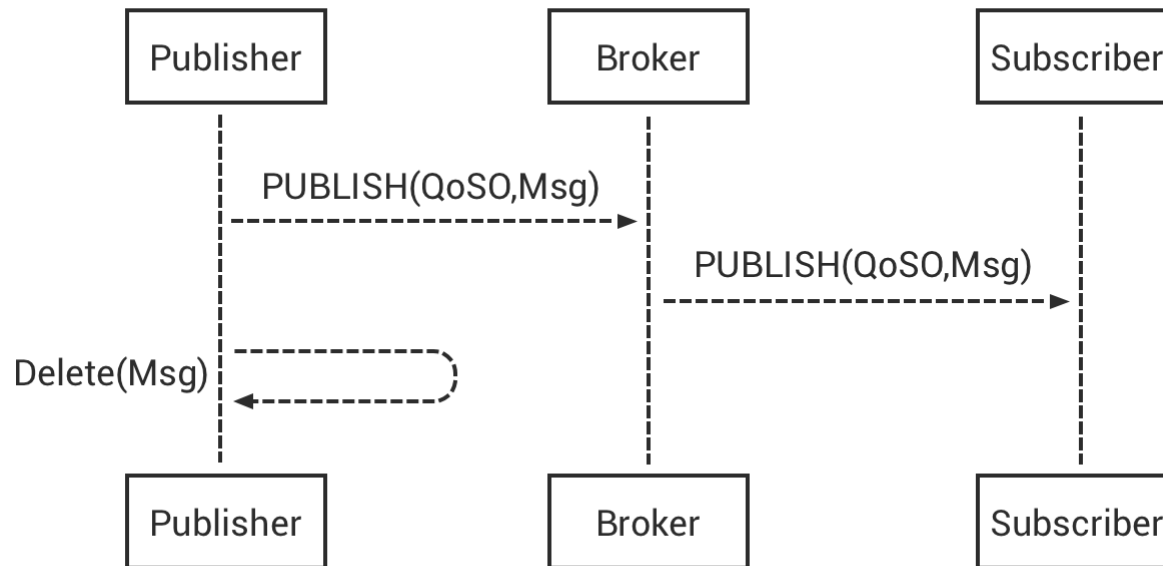 Publisher
Broker
Subscriber
PUBLISH(QoSO,Msg)
PUBLISH(QoSO,Msg)
Delete(Msg)
Publisher
Broker
Subscriber